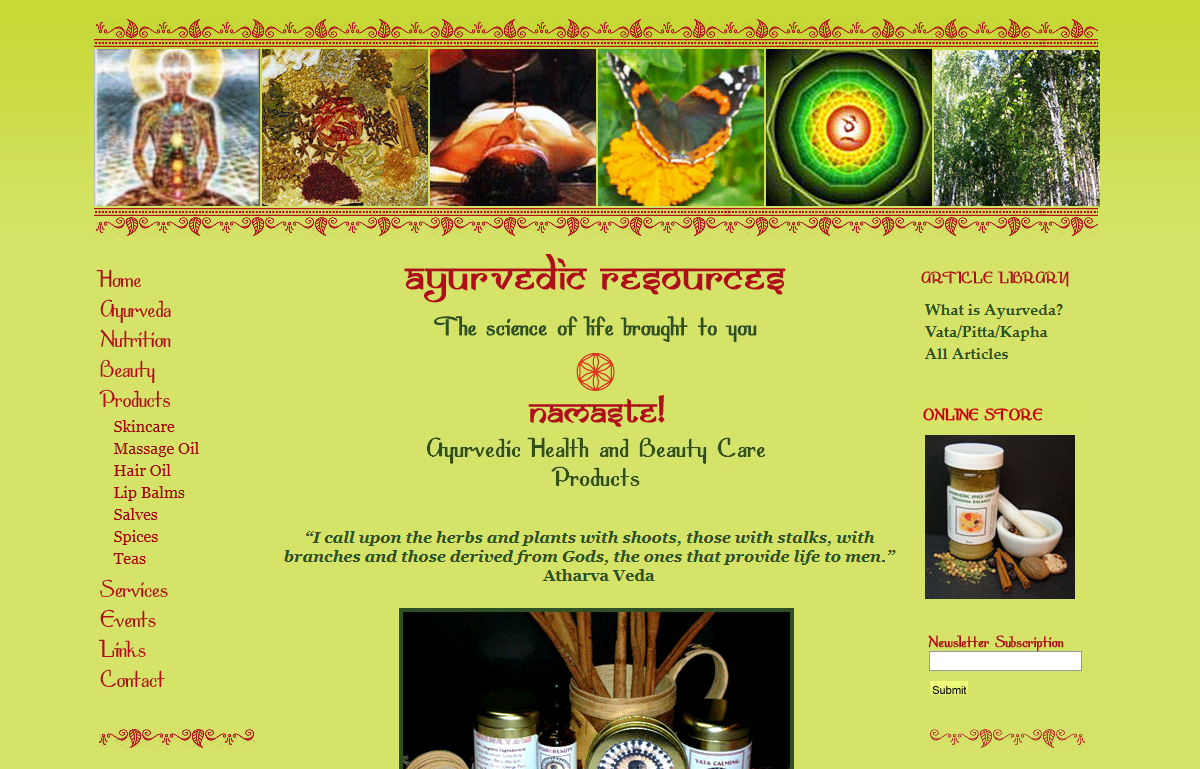 Home
Ayurveda
Nutrition
Beauty
Products
Skincare
Massage Oil
Hair Oil
Lip Balms
Salves
Spices
Teas
Services
Events
Links
Contact
Ayurvedic Resources
The science of life brought to you
Namaste!
Ayurvedic Health and Beauty Care
Products
“I call upon the herbs and plants with shoots, those with stalks, with
branches and those derived from Gods, the ones that provide life to men.”
Atharva Veda
VATA CALMING
ARTICLE LIBRARY
What is Ayurveda?
Vata/Pitta/Kapha
All Articles
ONLINE STORE
Newsletter Subscription
Submit